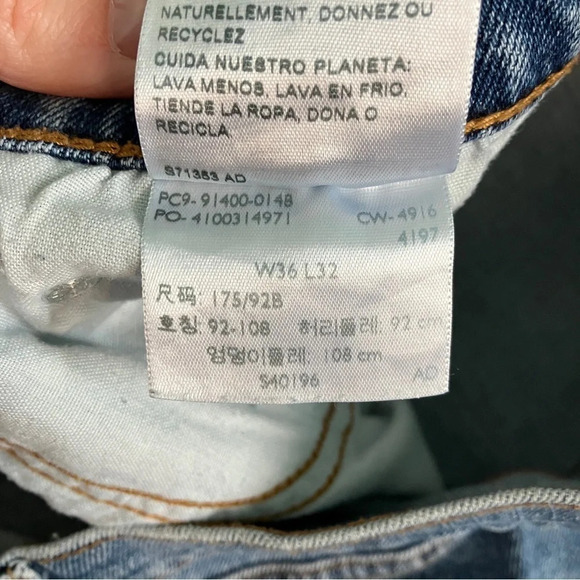 NATURELLEMENT, DONNEZ OU
RECYCLEZ
CUIDA NUESTRO PLANETA:
LAVA MENOS, LAVA EN FRIO,
TIENDE LA ROPA, DONA O
RECICLA
S71383 AD
PC9-91400-0148
PO-4100314971 CW-4916
4197
W36 L32
尺码: 175/92B
호칭: 92-108 허리둘레: 92 cm
엉덩이둘레: 108 cm
S40196 AD